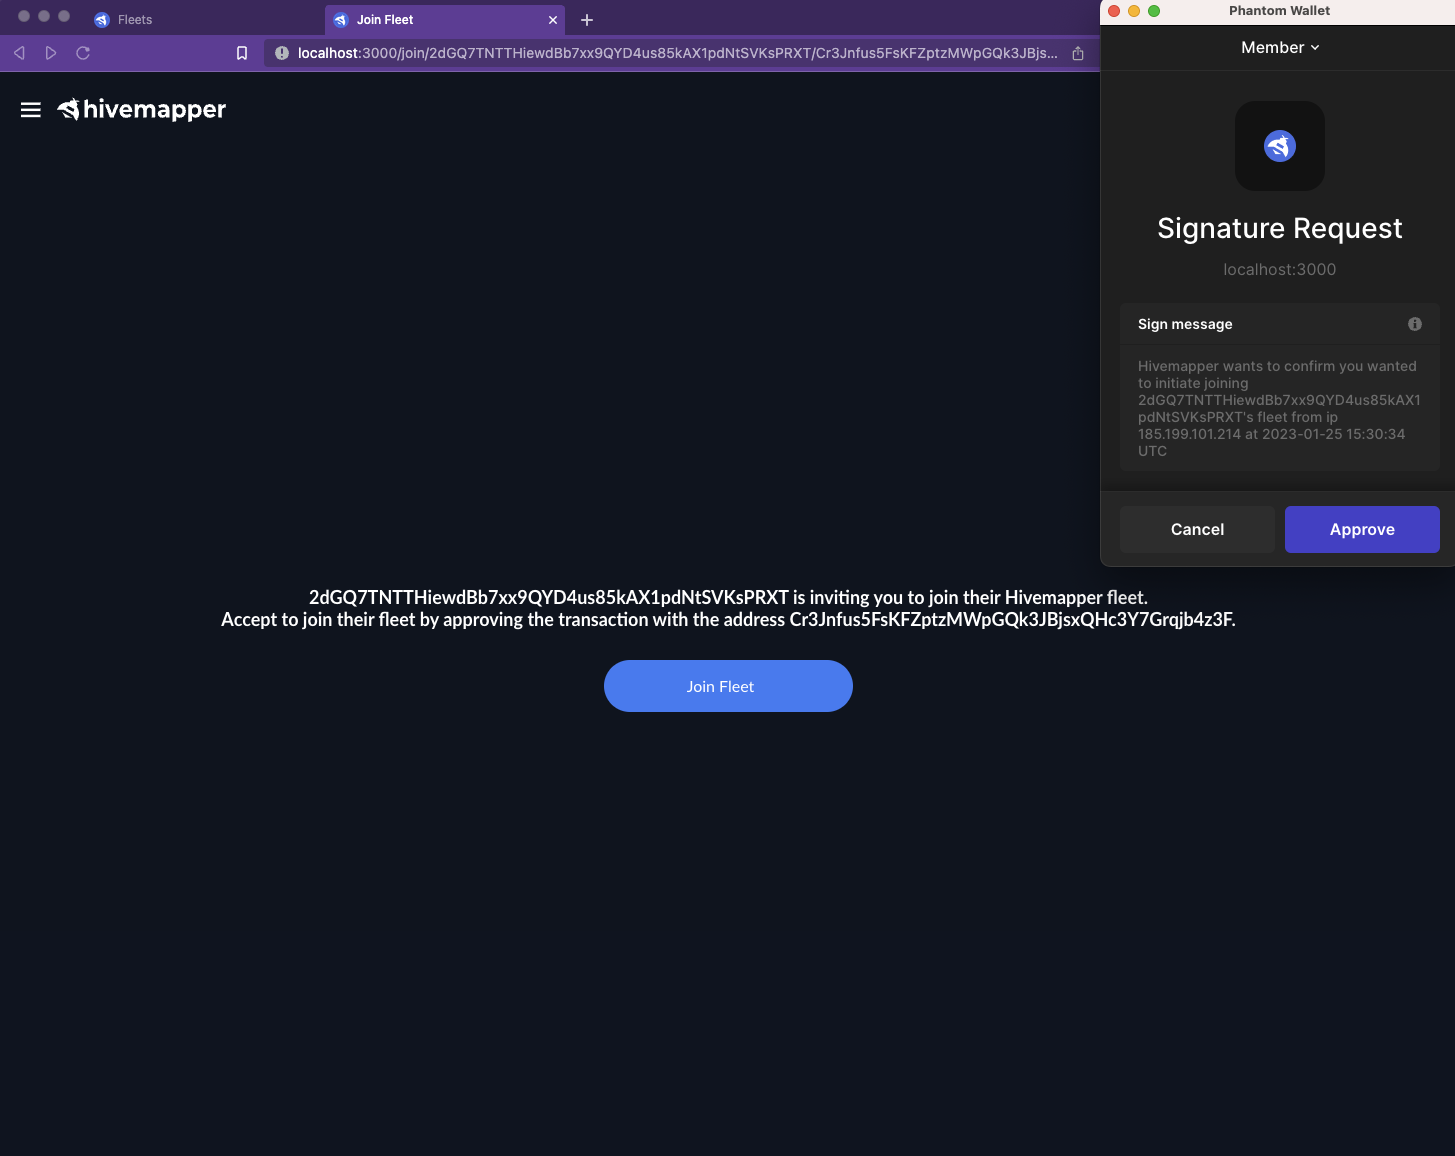 Fleets
Join Fleet
localhost:3000/join/2dGQ7TNTTHiewdBb7xx9QYD4us85kAX1pdNtSVKsPRXT/Cr3Jnfus5FsKFZptzMWpGQk3JBjs...
hivemapper
2dGQ7TNTTHiewdBb7xx9QYD4us85kAX1pdNtSVKsPRXT is inviting you to join their Hivemapper fleet.
Accept to join their fleet by approving the transaction with the address Cr3Jnfus5FsKFZptzMWpGQk3JBjsxQHc3Y7Grqjb4z3F.
Join Fleet
Phantom Wallet
Member
Signature Request
localhost:3000
Sign message
Hivemapper wants to confirm you wanted
to initiate joining
2dGQ7TNTTHiewdBb7xx9QYD4us85kAX1
pdNtSVKsPRXT's fleet from ip
185.199.101.214 at 2023-01-25 15:30:34
UTC
Cancel
Approve